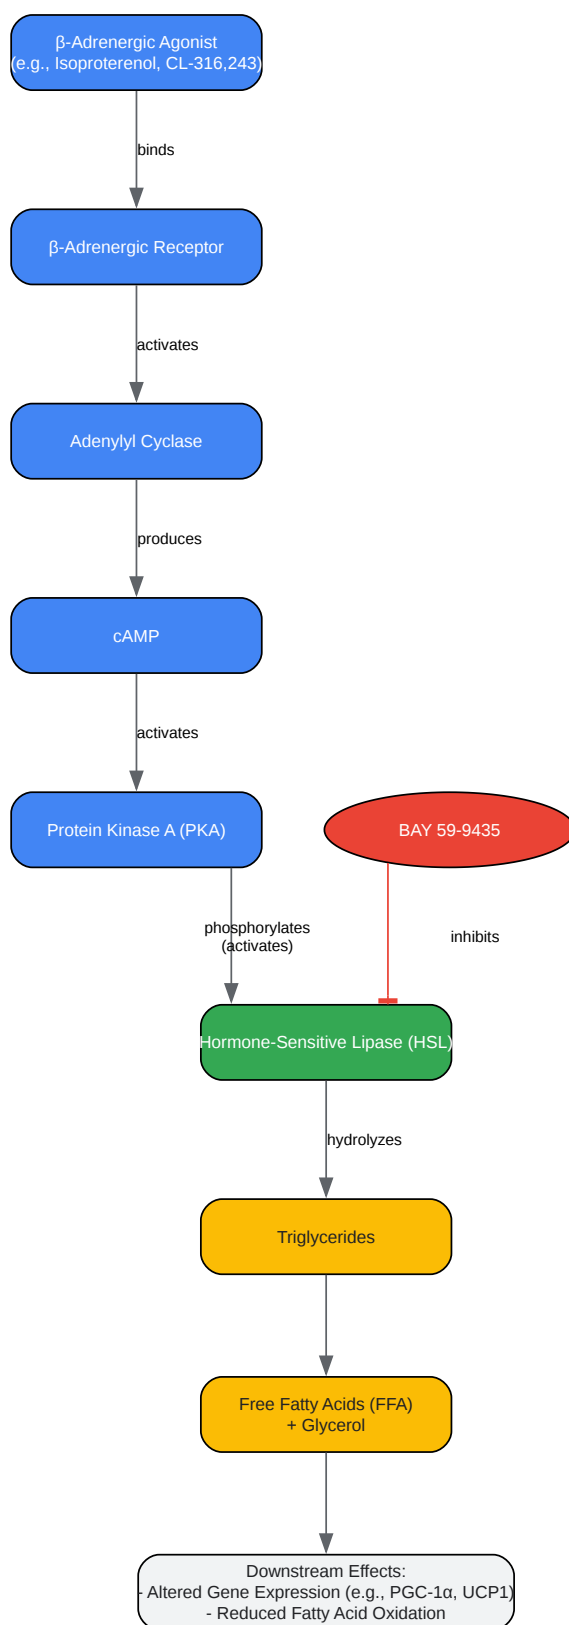 β-Adrenergic Agonist
(e.g., Isoproterenol, CL-316,243)
binds
β-Adrenergic Receptor
activates
Adenylyl Cyclase
produces
cAMP
activates
Protein Kinase A (PKA)
BAY 59-9435
phosphorylates
(activates)
inhibits
Hormone-Sensitive Lipase (HSL)
hydrolyzes
Triglycerides
Free Fatty Acids (FFA)
+ Glycerol
Downstream Effects:
- Altered Gene Expression (e.g., PGC-1α, UCP1)
- Reduced Fatty Acid Oxidation